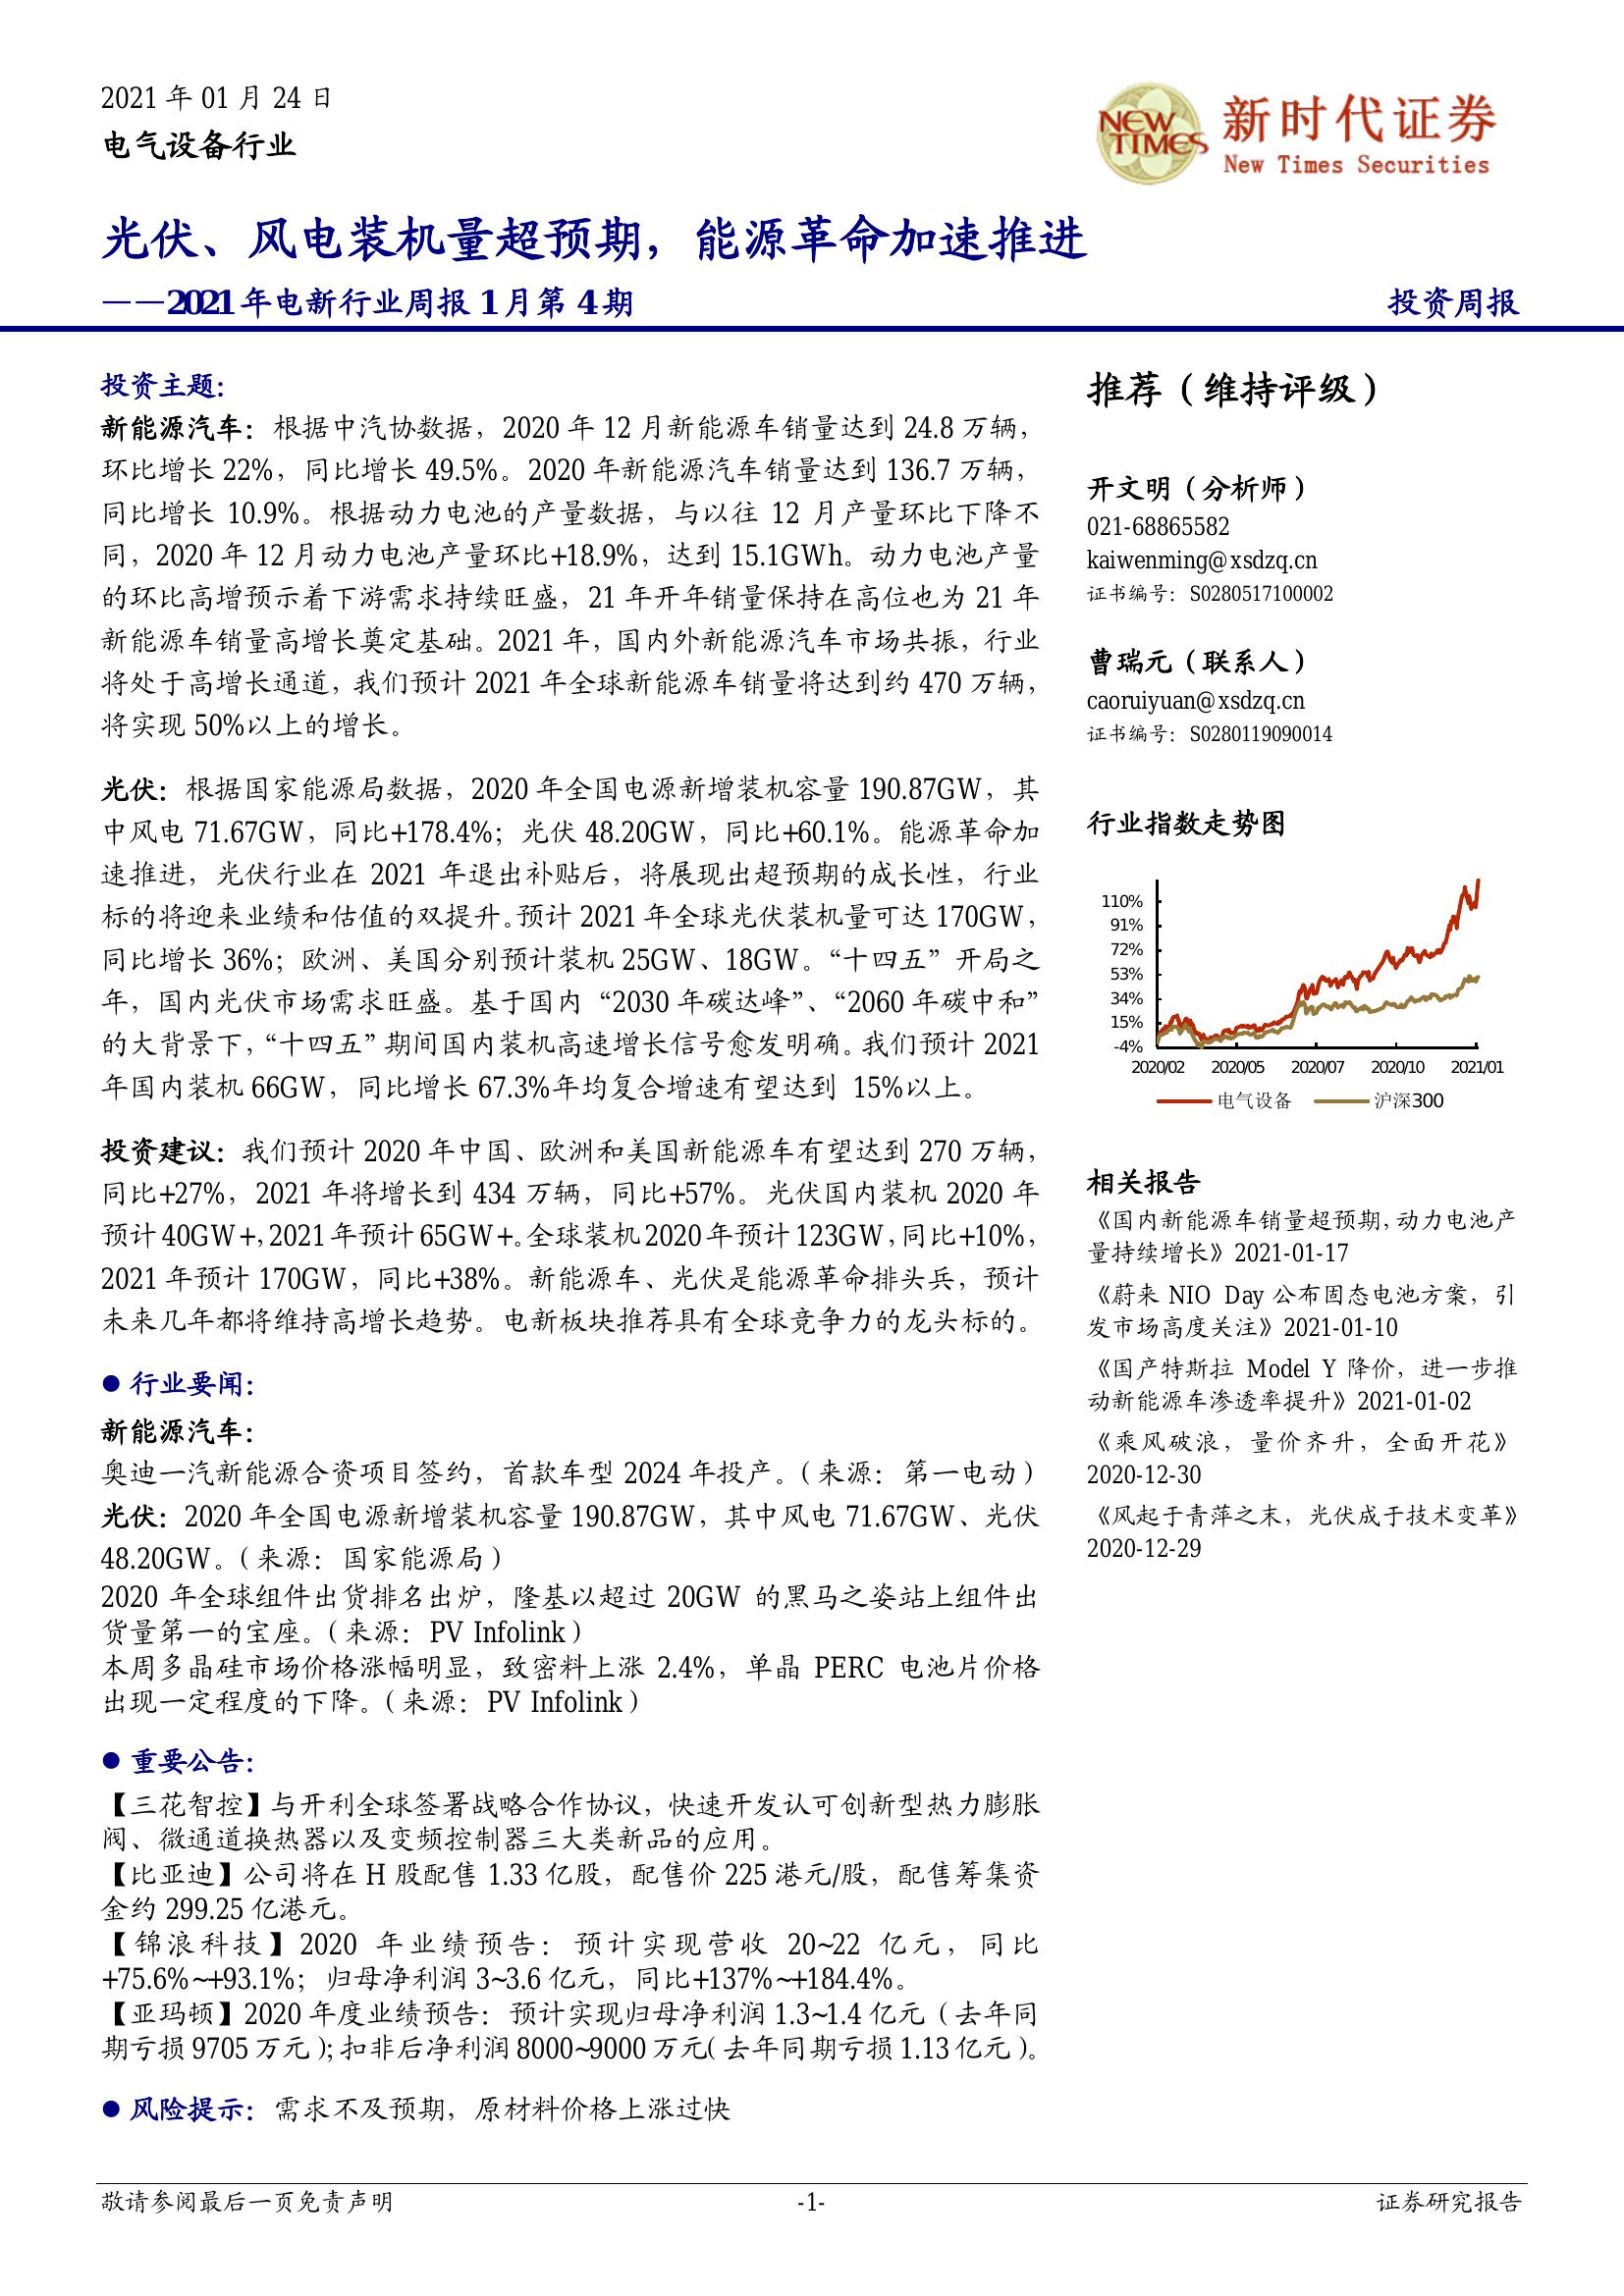 2021 年 01 月 24 日
电气设备行业
NEW TIMES
新时代证券
New Times Securities
光伏、风电装机量超预期，能源革命加速推进
——2021 年电新行业周报 1 月第 4 期
投资周报
投资主题：
新能源汽车：根据中汽协数据，2020 年 12 月新能源车销量达到 24.8 万辆，
环比增长 22%，同比增长 49.5%。2020 年新能源汽车销量达到 136.7 万辆，
同比增长 10.9%。根据动力电池的产量数据，与以往 12 月产量环比下降不
同，2020 年 12 月动力电池产量环比+18.9%，达到 15.1GWh。动力电池产量
的环比高增预示着下游需求持续旺盛，21 年开年销量保持在高位也为 21 年
新能源车销量高增长奠定基础。2021 年，国内外新能源汽车市场共振，行业
将处于高增长通道，我们预计 2021 年全球新能源车销量将达到约 470 万辆，
将实现 50%以上的增长。
光伏：根据国家能源局数据，2020 年全国电源新增装机容量 190.87GW，其
中风电 71.67GW，同比+178.4%；光伏 48.20GW，同比+60.1%。能源革命加
速推进，光伏行业在 2021 年退出补贴后，将展现出超预期的成长性，行业
标的将迎来业绩和估值的双提升。预计 2021 年全球光伏装机量可达 170GW，
同比增长 36%；欧洲、美国分别预计装机 25GW、18GW。“十四五”开局之
年，国内光伏市场需求旺盛。基于国内“2030 年碳达峰”、“2060 年碳中和”
的大背景下，“十四五”期间国内装机高速增长信号愈发明确。我们预计 2021
年国内装机 66GW，同比增长 67.3%年均复合增速有望达到 15%以上。
投资建议：我们预计 2020 年中国、欧洲和美国新能源车有望达到 270 万辆，
同比+27%，2021 年将增长到 434 万辆，同比+57%。光伏国内装机 2020 年
预计 40GW+，2021 年预计 65GW+。全球装机 2020 年预计 123GW，同比+10%，
2021 年预计 170GW，同比+38%。新能源车、光伏是能源革命排头兵，预计
未来几年都将维持高增长趋势。电新板块推荐具有全球竞争力的龙头标的。
● 行业要闻：
新能源汽车：
奥迪一汽新能源合资项目签约，首款车型 2024 年投产。（来源：第一电动）
光伏：2020 年全国电源新增装机容量 190.87GW，其中风电 71.67GW、光伏
48.20GW。（来源：国家能源局）
2020 年全球组件出货排名出炉，隆基以超过 20GW 的黑马之姿站上组件出
货量第一的宝座。（来源：PV Infolink）
本周多晶硅市场价格涨幅明显，致密料上涨 2.4%，单晶 PERC 电池片价格
出现一定程度的下降。（来源：PV Infolink）
● 重要公告：
【三花智控】与开利全球签署战略合作协议，快速开发认可创新型热力膨胀
阀、微通道换热器以及变频控制器三大类新品的应用。
【比亚迪】公司将在 H 股配售 1.33 亿股，配售价 225 港元/股，配售筹集资
金约 299.25 亿港元。
【锦浪科技】2020 年业绩预告：预计实现营收 20~22 亿元，同比
+75.6%~+93.1%；归母净利润 3~3.6 亿元，同比+137%~+184.4%。
【亚玛顿】2020 年度业绩预告：预计实现归母净利润 1.3~1.4 亿元（去年同
期亏损 9705 万元）；扣非后净利润 8000~9000 万元（去年同期亏损 1.13 亿元）。
● 风险提示：需求不及预期，原材料价格上涨过快
推荐（维持评级）
开文明（分析师）
021-68865582
kaiwenming@xsdzq.cn
证书编号：S0280517100002
曹瑞元（联系人）
caoruiyuan@xsdzq.cn
证书编号：S0280119090014
行业指数走势图
110%
91%
72%
53%
34%
15%
-4%
2020/02 2020/05 2020/07 2020/10 2021/01
电气设备 沪深300
相关报告
《国内新能源车销量超预期，动力电池产
量持续增长》2021-01-17
《蔚来 NIO Day 公布固态电池方案，引
发市场高度关注》2021-01-10
《国产特斯拉 Model Y 降价，进一步推
动新能源车渗透率提升》2021-01-02
《乘风破浪，量价齐升，全面开花》
2020-12-30
《风起于青萍之末，光伏成于技术变革》
2020-12-29
敬请参阅最后一页免责声明
-1-
证券研究报告